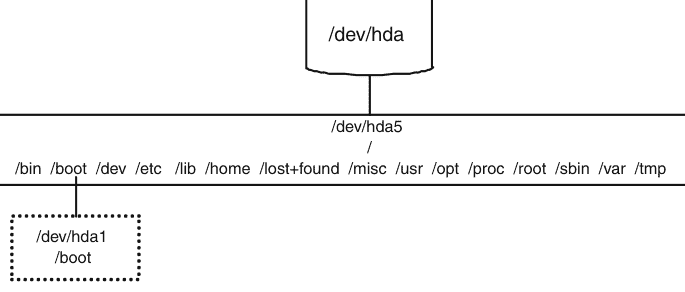 /dev/hda
/dev/hda5
/
/bin /boot /dev /etc /lib /home /lost+found /misc /usr /opt /proc /root /sbin /var /tmp
/dev/hda1
/boot